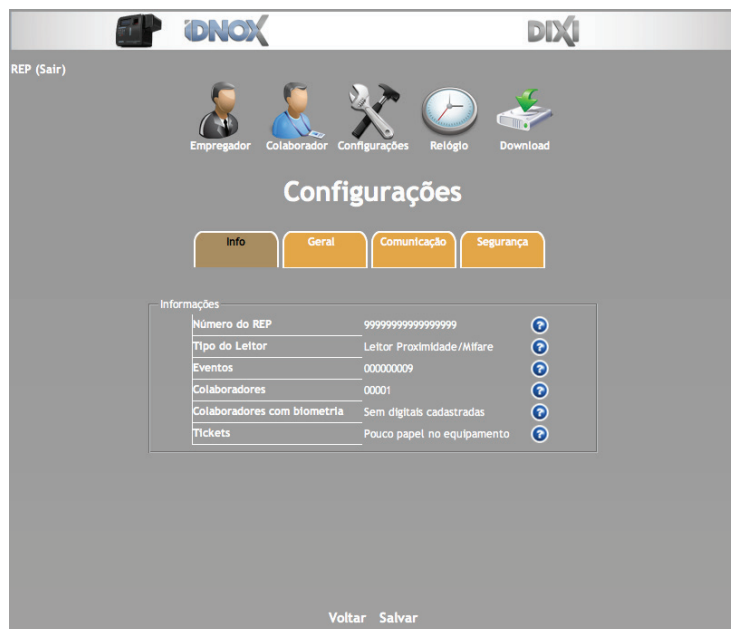 iDNOX DIXI
REP (Sair)
Empregador Colaborador Configurações Relógio Download
Configurações
Info Geral Comunicação Segurança
Informações
Número do REP 99999999999999999
Tipo do Leitor Leitor Proximidade/Mifare
Eventos 000000009
Colaboradores 00001
Colaboradores com biometria Sem digitais cadastradas
Tickets Pouco papel no equipamento
Voltar Salvar